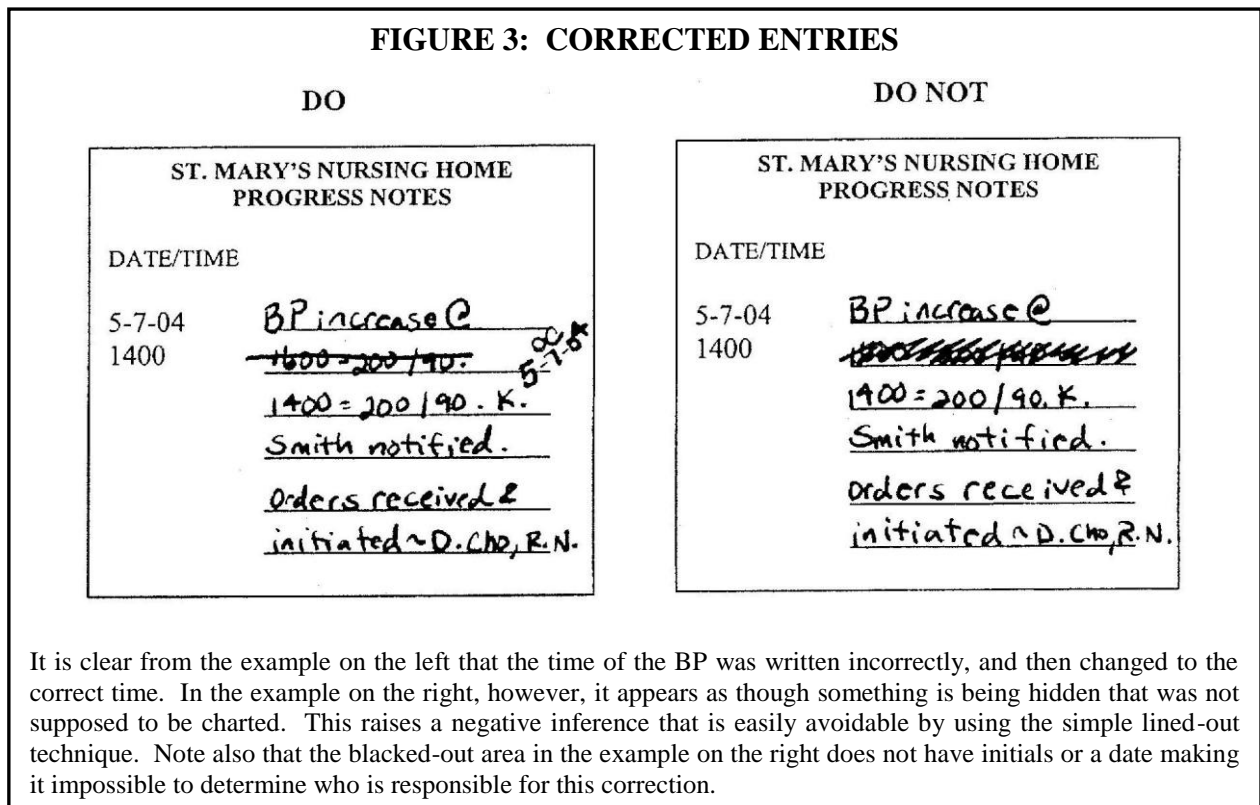 FIGURE 3: CORRECTED ENTRIES
DO
ST. MARY'S NURSING HOME
PROGRESS NOTES
DATE/TIME
5-7-04 BP increase @
1400 1600=200/90. DC 5-7-04
1400=200/90. K.
Smith notified.
orders received &
initiated~D.Cho, R.N.
DO NOT
ST. MARY'S NURSING HOME
PROGRESS NOTES
DATE/TIME
5-7-04 BP increase @
1400
1400=200/90. K.
Smith notified.
orders received &
initiated~D.Cho, R.N.
It is clear from the example on the left that the time of the BP was written incorrectly, and then changed to the
correct time. In the example on the right, however, it appears as though something is being hidden that was not
supposed to be charted. This raises a negative inference that is easily avoidable by using the simple lined-out
technique. Note also that the blacked-out area in the example on the right does not have initials or a date making
it impossible to determine who is responsible for this correction.